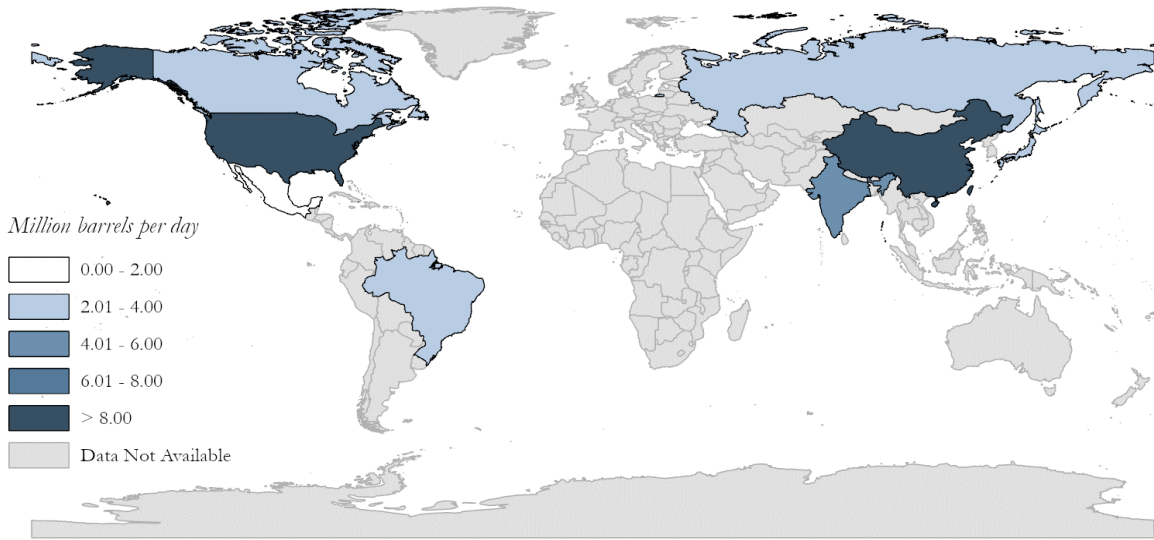 Million barrels per day
0.00 - 2.00
2.01 - 4.00
4.01 - 6.00
6.01 - 8.00
> 8.00
Data Not Available